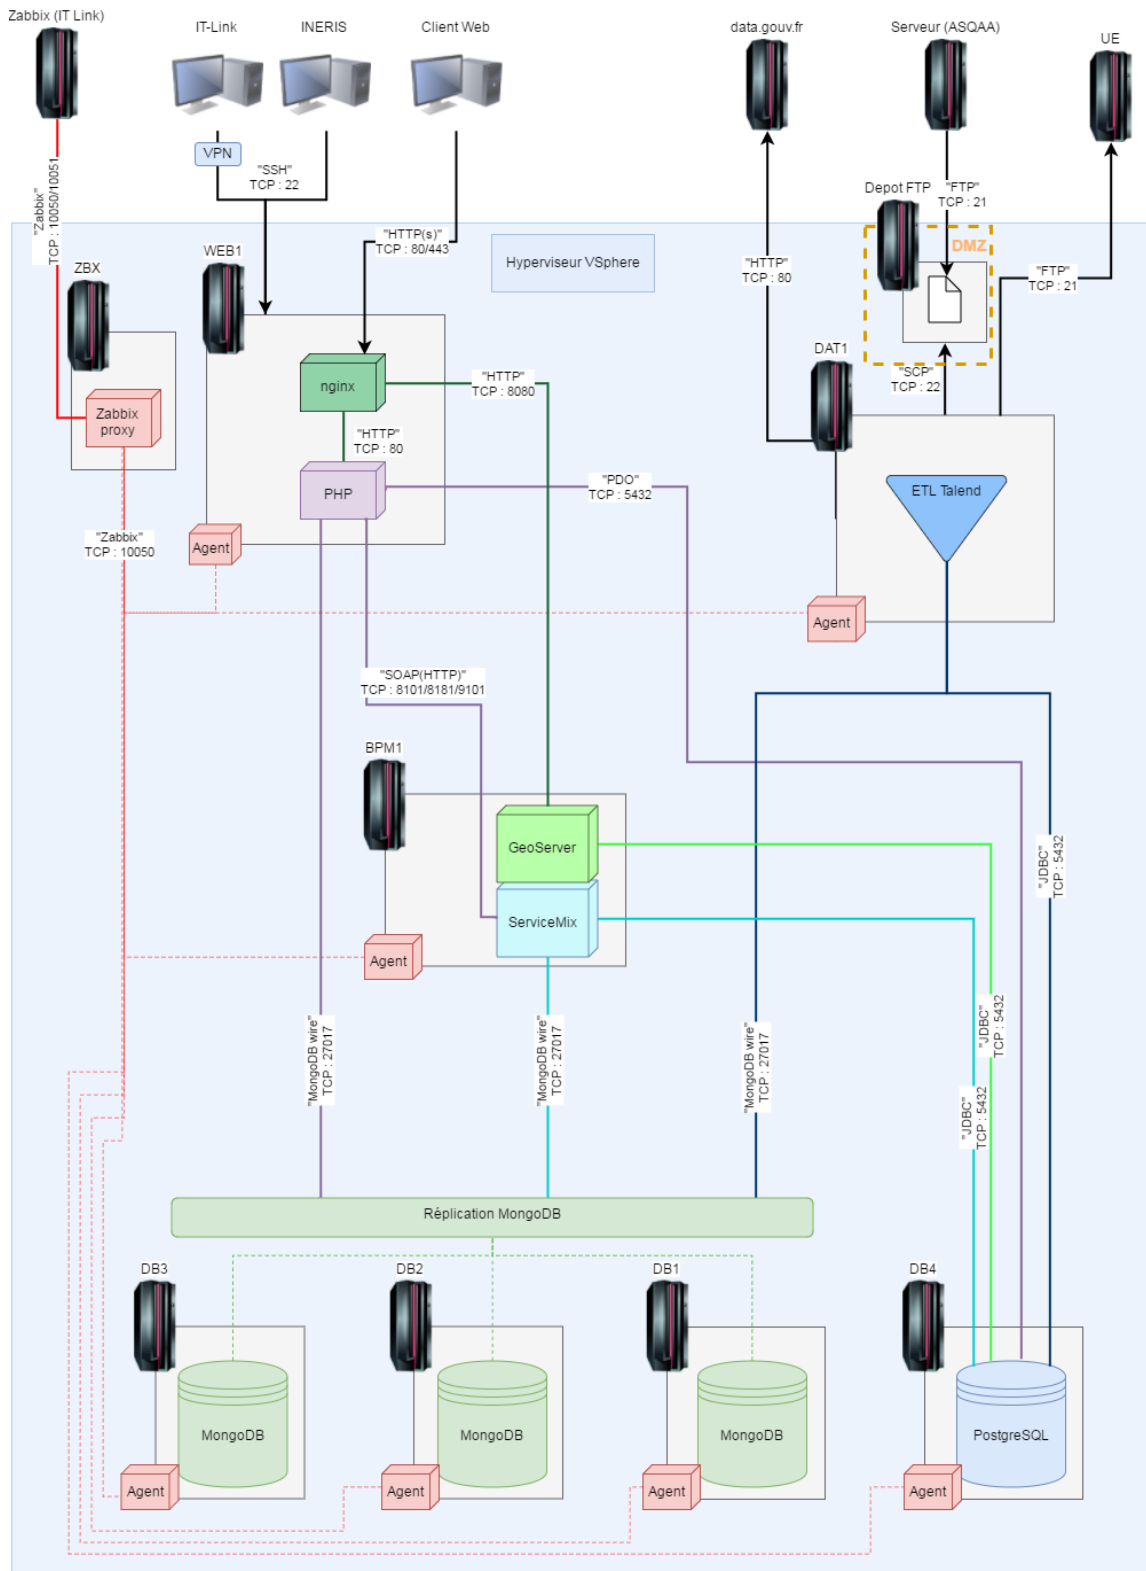 Zabbix (IT Link)
IT-Link
INERIS
Client Web
data.gouv.fr
Serveur (ASQAA)
UE
VPN
"SSH"
TCP : 22
"Zabbix"
TCP : 10050/10051
"HTTP(s)"
TCP : 80/443
Hyperviseur VSphere
"HTTP"
TCP : 80
Depot FTP
"FTP"
TCP : 21
DMZ
"FTP"
TCP : 21
ZBX
WEB1
DAT1
"SCP"
TCP : 22
Zabbix
proxy
nginx
"HTTP"
TCP : 8080
"HTTP"
TCP : 80
PHP
"PDO"
TCP : 5432
ETL Talend
"Zabbix"
TCP : 10050
Agent
Agent
"SOAP(HTTP)"
TCP : 8101/8181/9101
BPM1
GeoServer
ServiceMix
Agent
"JDBC"
TCP : 5432
"JDBC"
TCP : 5432
"JDBC"
TCP : 5432
"MongoDB wire"
TCP : 27017
"MongoDB wire"
TCP : 27017
"MongoDB wire"
TCP : 27017
Réplication MongoDB
DB3
DB2
DB1
DB4
MongoDB
MongoDB
MongoDB
PostgreSQL
Agent
Agent
Agent
Agent